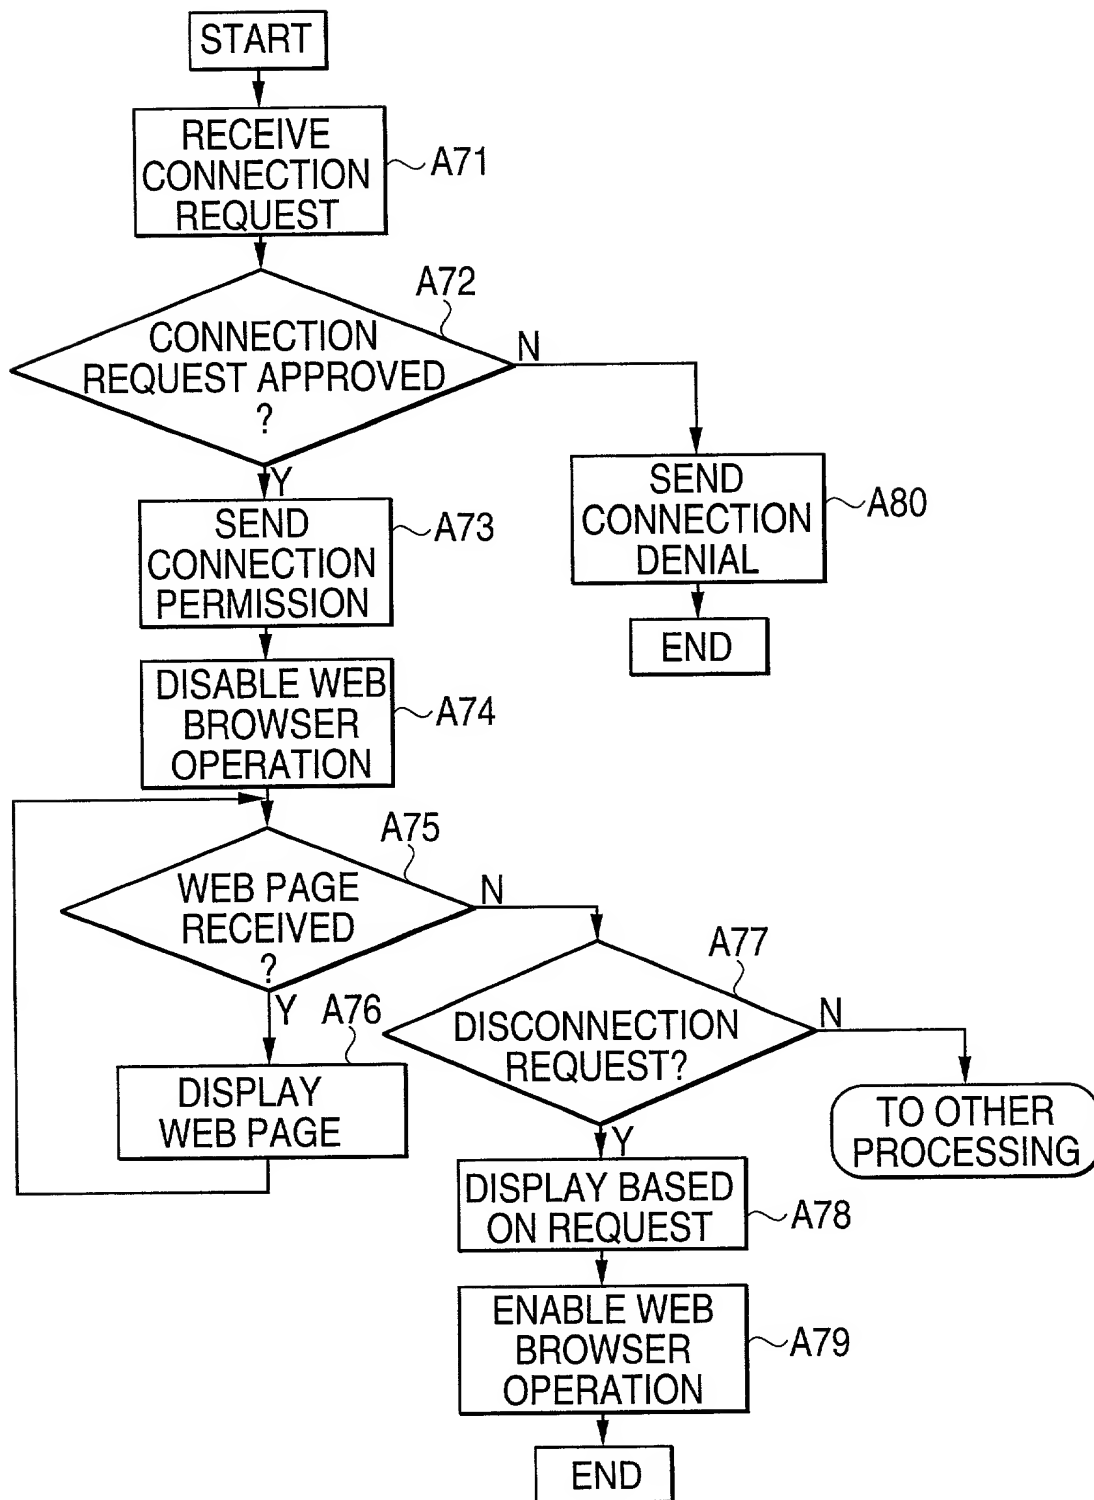 START
RECEIVE
CONNECTION
REQUEST
A71
A72
CONNECTION
REQUEST APPROVED
?
N
Y
SEND
CONNECTION
PERMISSION
A73
SEND
CONNECTION
DENIAL
A80
END
DISABLE WEB
BROWSER
OPERATION
A74
A75
WEB PAGE
RECEIVED
?
N
Y
A76
DISPLAY
WEB PAGE
A77
DISCONNECTION
REQUEST?
N
Y
TO OTHER
PROCESSING
DISPLAY BASED
ON REQUEST
A78
ENABLE WEB
BROWSER
OPERATION
A79
END